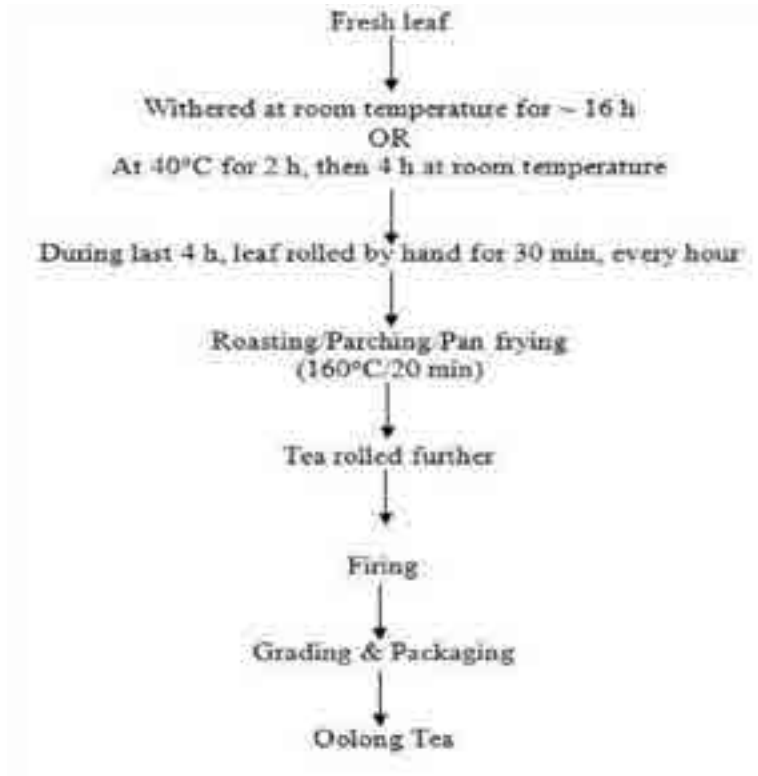 Fresh leaf
Withered at room temperature for ~ 16 h
OR
At 40°C for 2 h, then 4 h at room temperature
During last 4 h, leaf rolled by hand for 30 min, every hour
Roasting/Parching/Pan frying
(160°C/20 min)
Tea rolled further
Firing
Grading & Packaging
Oolong Tea